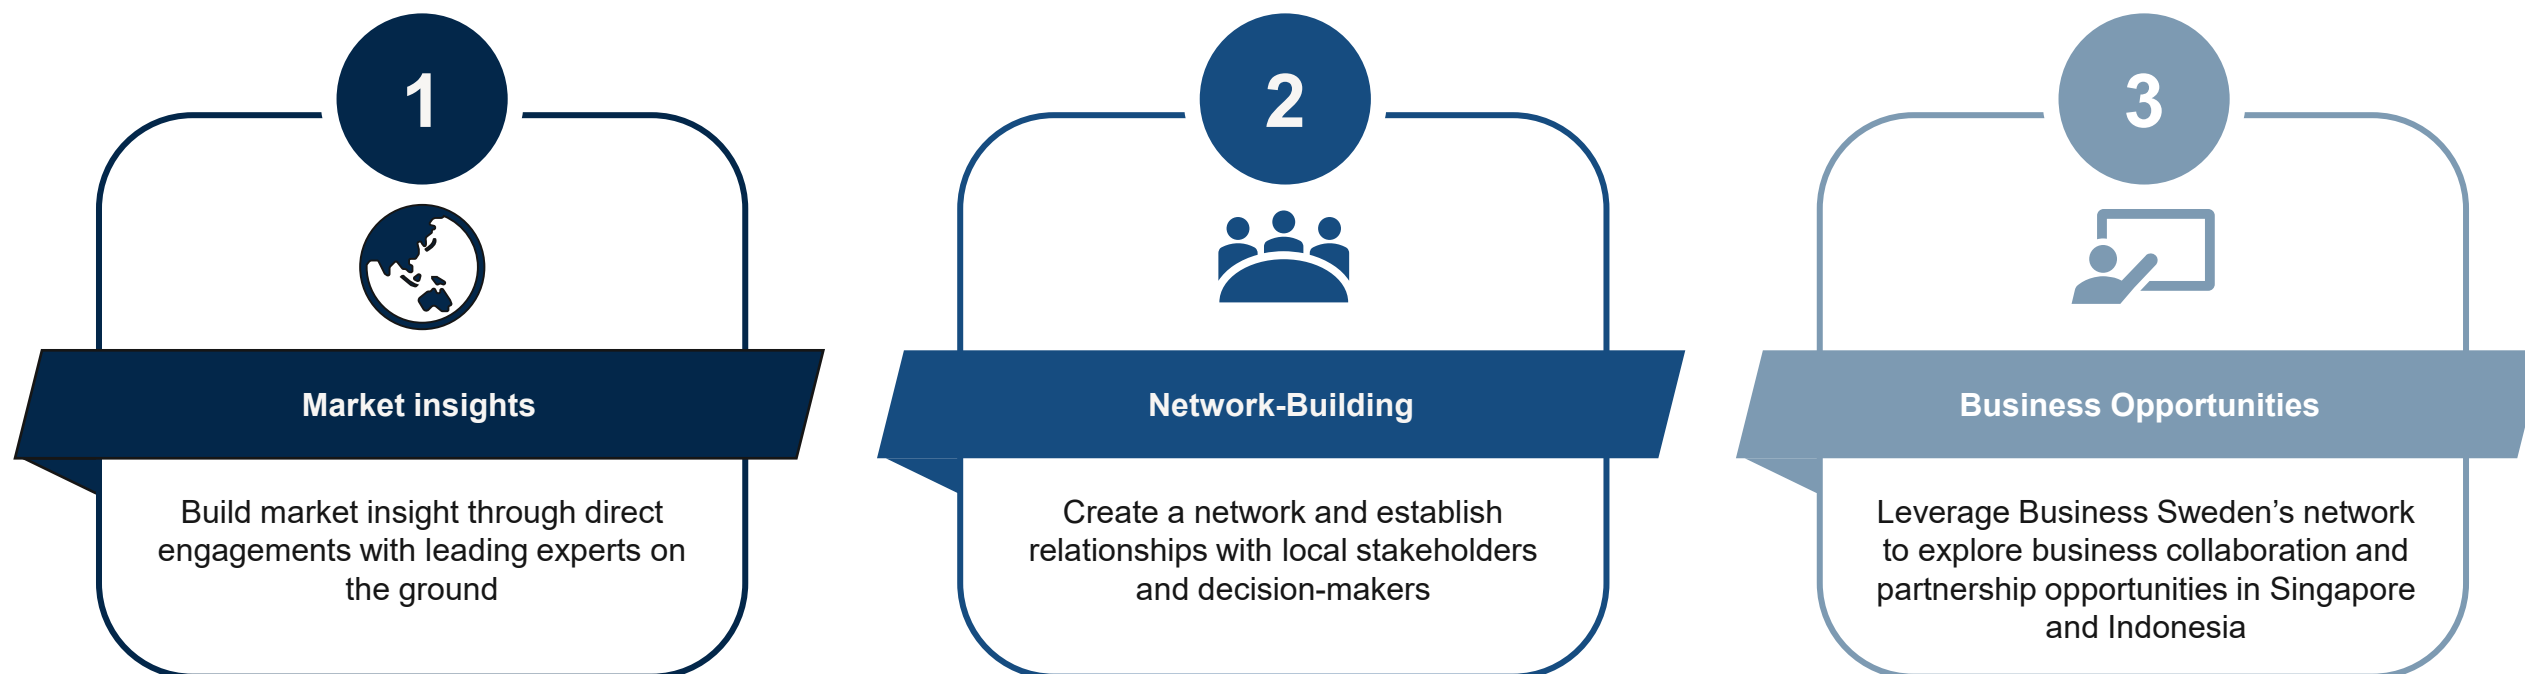 1
Market insights
Build market insight through direct
engagements with leading experts on
the ground
2
Network-Building
Create a network and establish
relationships with local stakeholders
and decision-makers
3
Business Opportunities
Leverage Business Sweden’s network
to explore business collaboration and
partnership opportunities in Singapore
and Indonesia